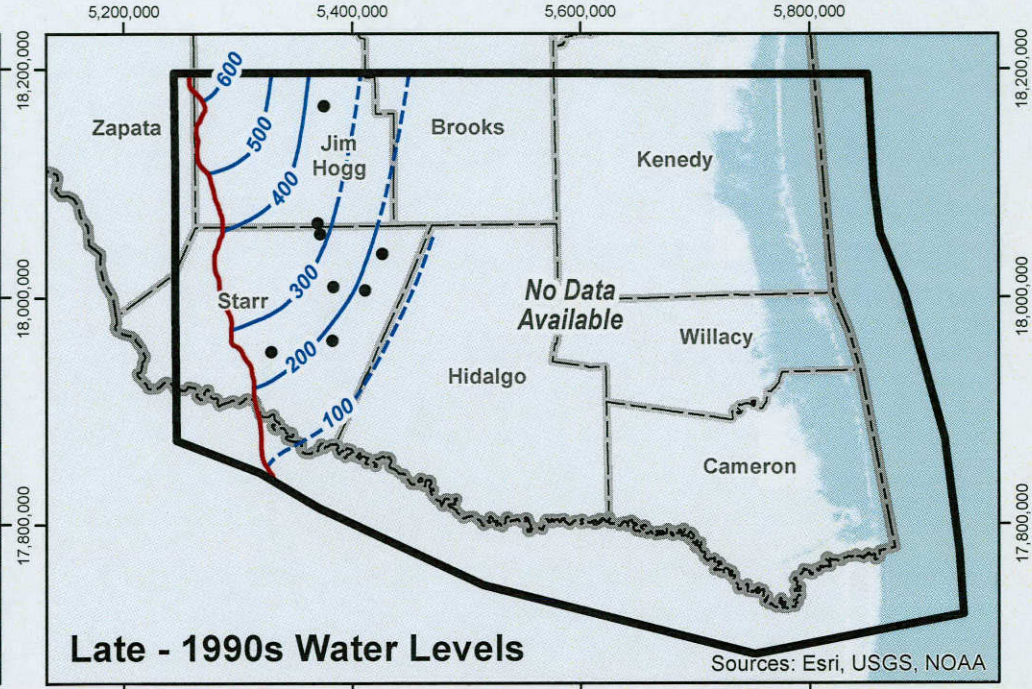 5,200,000
5,400,000
5,600,000
5,800,000
18,200,000
18,200,000
600
Zapata
500
Jim
Hogg
Brooks
Kenedy
400
300
Starr
18,000,000
18,000,000
No Data
Available
200
Willacy
Hidalgo
100
Cameron
17,800,000
17,800,000
Late - 1990s Water Levels
Sources: Esri, USGS, NOAA